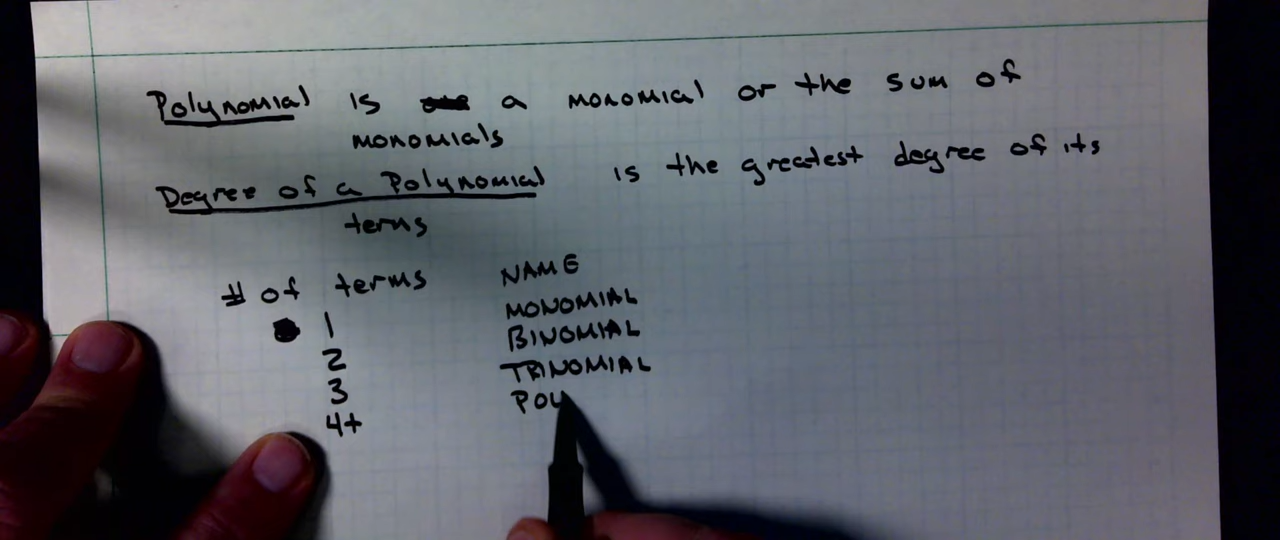 Polynomial is a monomial or the sum of
monomials
Degree of a Polynomial is the greatest degree of its
terms
# of terms NAME
1 MONOMIAL
2 BINOMIAL
3 TRINOMIAL
4+ POL